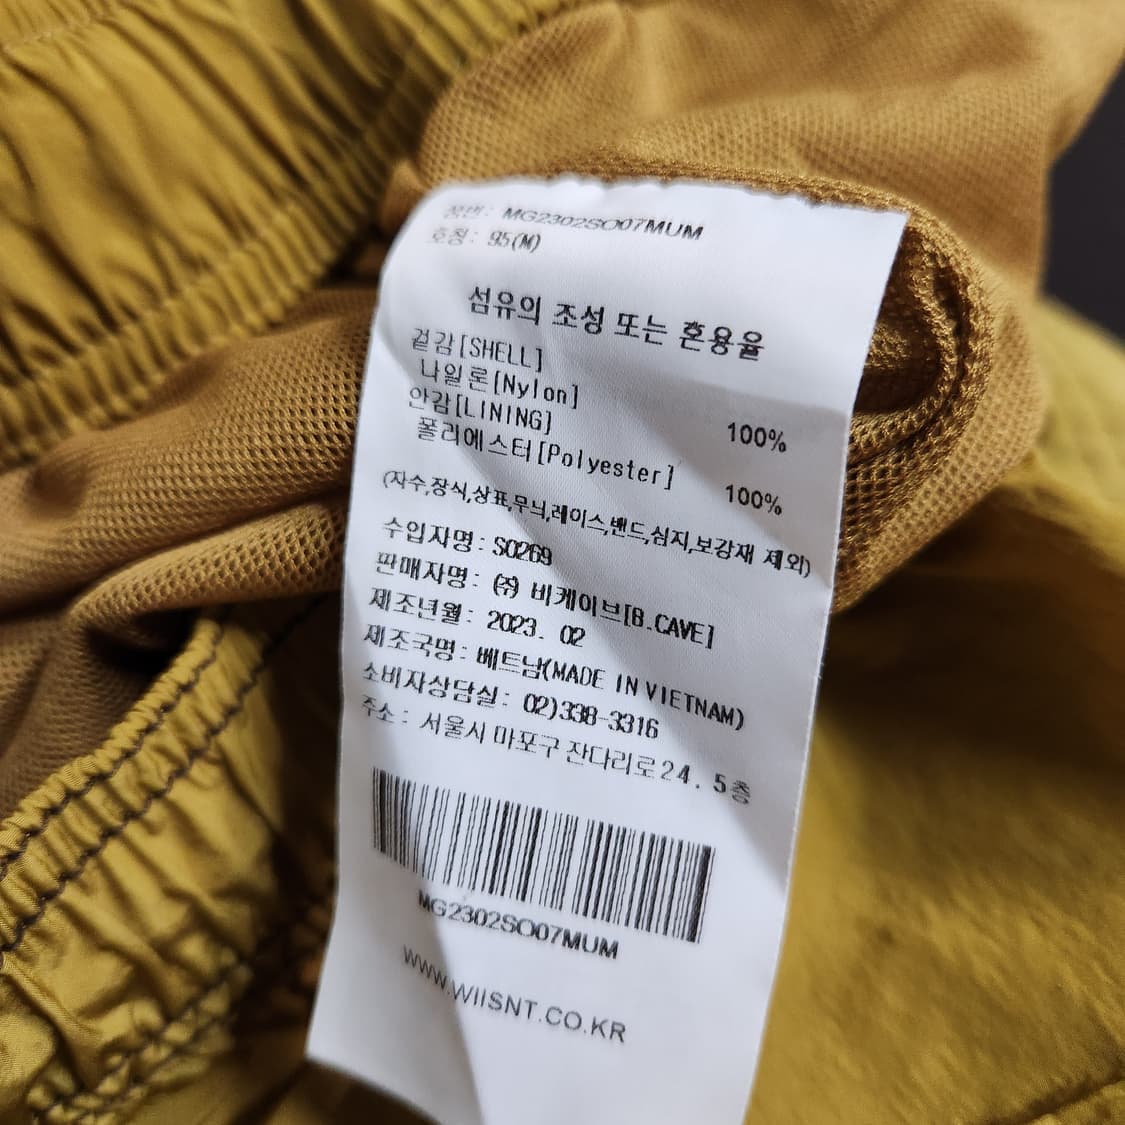 품번: MG2302SO07MUM
호칭: 95(M)
섬유의 조성 또는 혼용율
겉감[SHELL]
나일론[Nylon] 100%
안감[LINING]
폴리에스터[Polyester] 100%
(자수,장식,상표,무늬,레이스,밴드,심지,보강재 제외)
수입자명: SO269
판매자명: ㈜ 비케이브[B.CAVE]
제조년월: 2023. 02
제조국명: 베트남(MADE IN VIETNAM)
소비자상담실: 02)338-3316
주소: 서울시 마포구 잔다리로24. 5층
MG2302SO07MUM
WWW.WIISNT.CO.KR